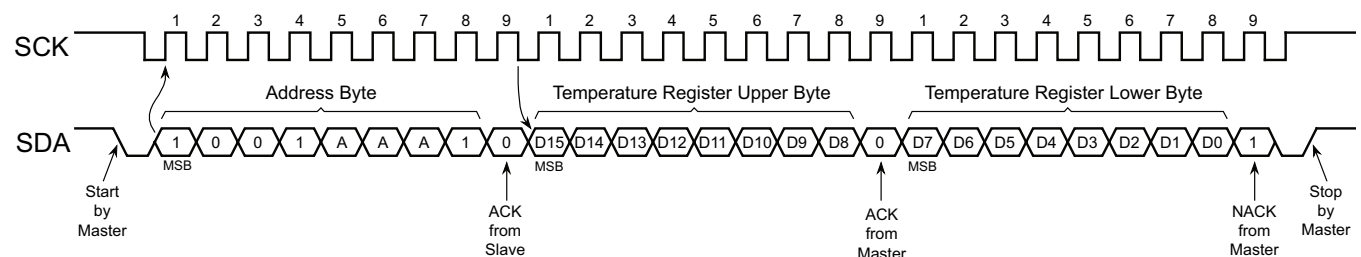 1 2 3 4 5 6 7 8 9 1 2 3 4 5 6 7 8 9 1 2 3 4 5 6 7 8 9
SCK
Address Byte Temperature Register Upper Byte Temperature Register Lower Byte
SDA 1 0 0 1 A A A 1 0 D15 D14 D13 D12 D11 D10 D9 D8 0 D7 D6 D5 D4 D3 D2 D1 D0 1
MSB MSB MSB
Start
by
Master
ACK
from
Slave
ACK
from
Master
NACK
from
Master
Stop
by
Master